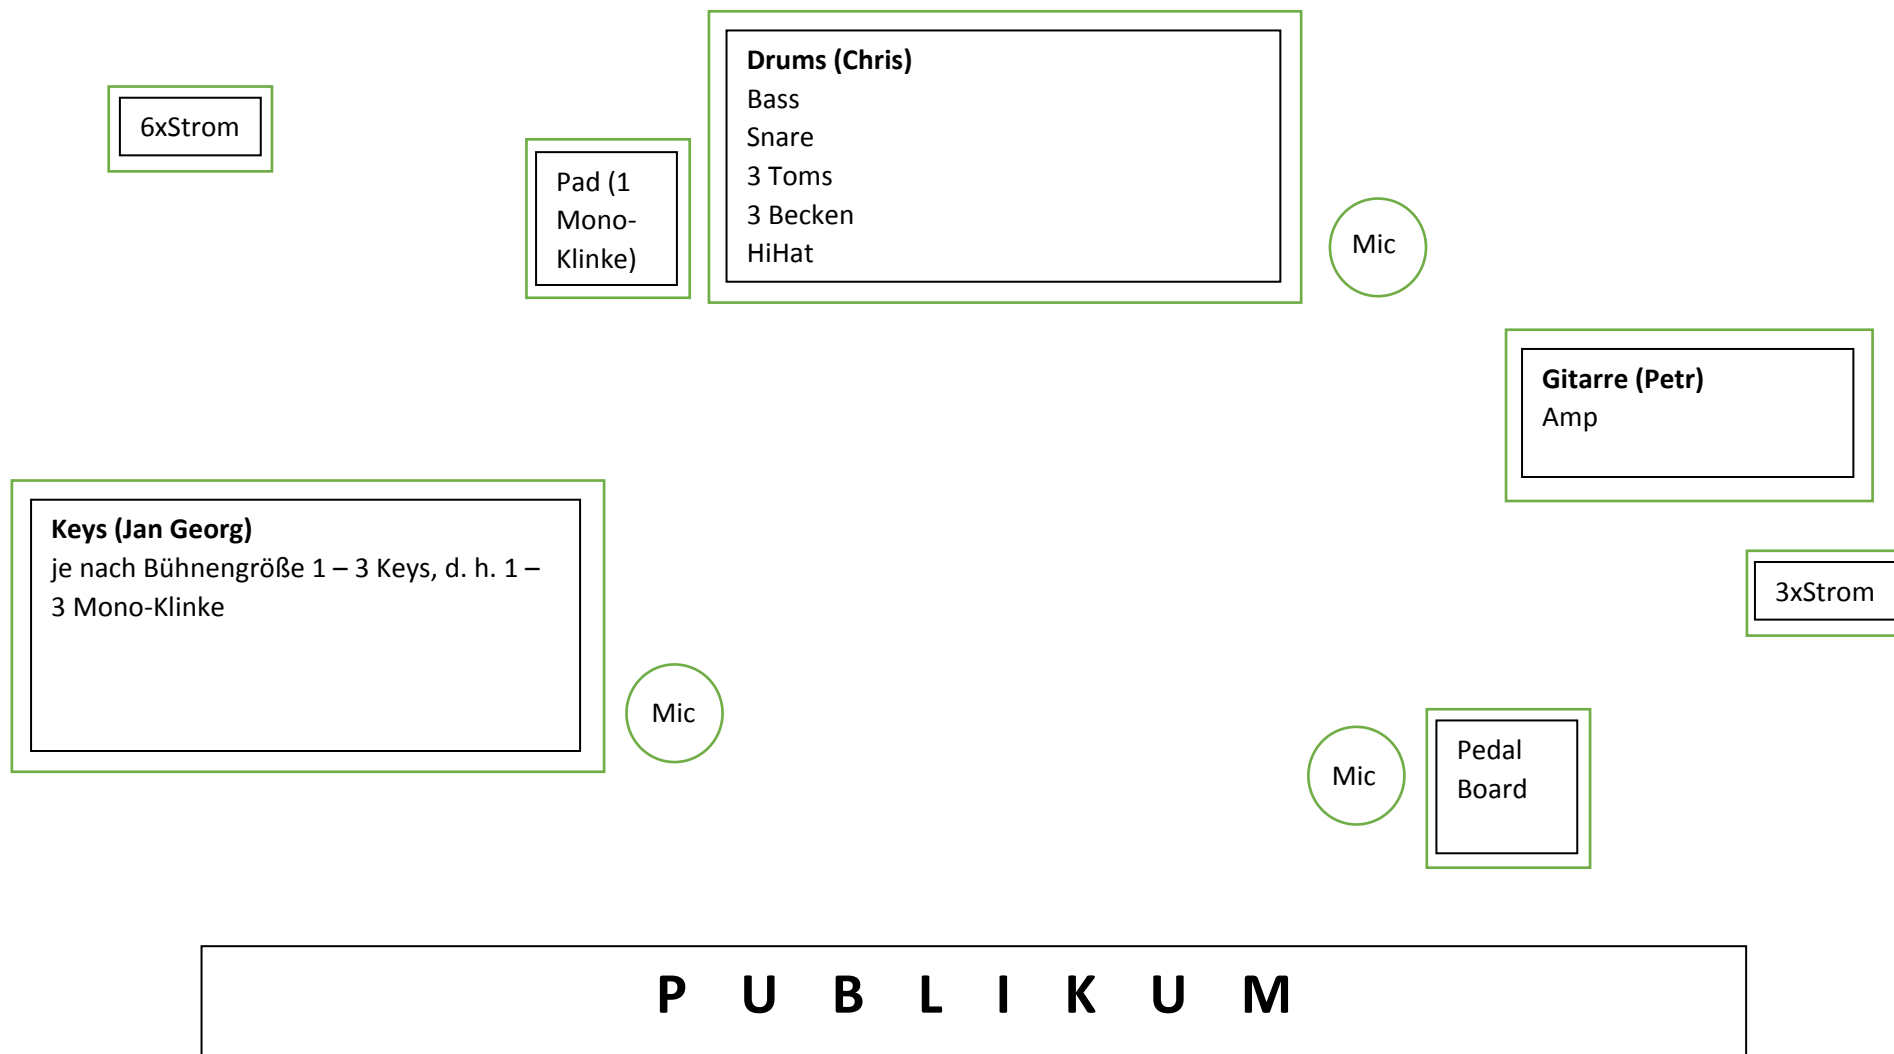 Drums (Chris)
Bass
Snare
3 Toms
3 Becken
HiHat
6xStrom
Pad (1
Mono-
Klinke)
Mic
Gitarre (Petr)
Amp
Keys (Jan Georg)
je nach Bühnengröße 1 – 3 Keys, d. h. 1 –
3 Mono-Klinke
3xStrom
Mic
Mic
Pedal
Board
P U B L I K U M